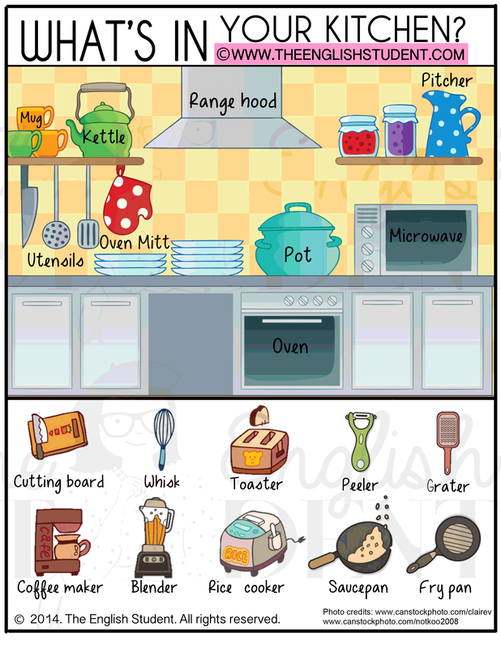 WHAT'S IN YOUR KITCHEN?
©WWW.THEENGLISHSTUDENT.COM
Pitcher
Range hood
Mug
Kettle
Oven Mitt
Microwave
Utensils
Pot
Oven
Cutting board
Whisk
Toaster
Peeler
Grater
CAFE
RICE
Coffee maker
Blender
Rice cooker
Saucepan
Fry pan
© 2014. The English Student. All rights reserved.
Photo credits: www.canstockphoto.com/clairev
www.canstockphoto.com/notkoo2008